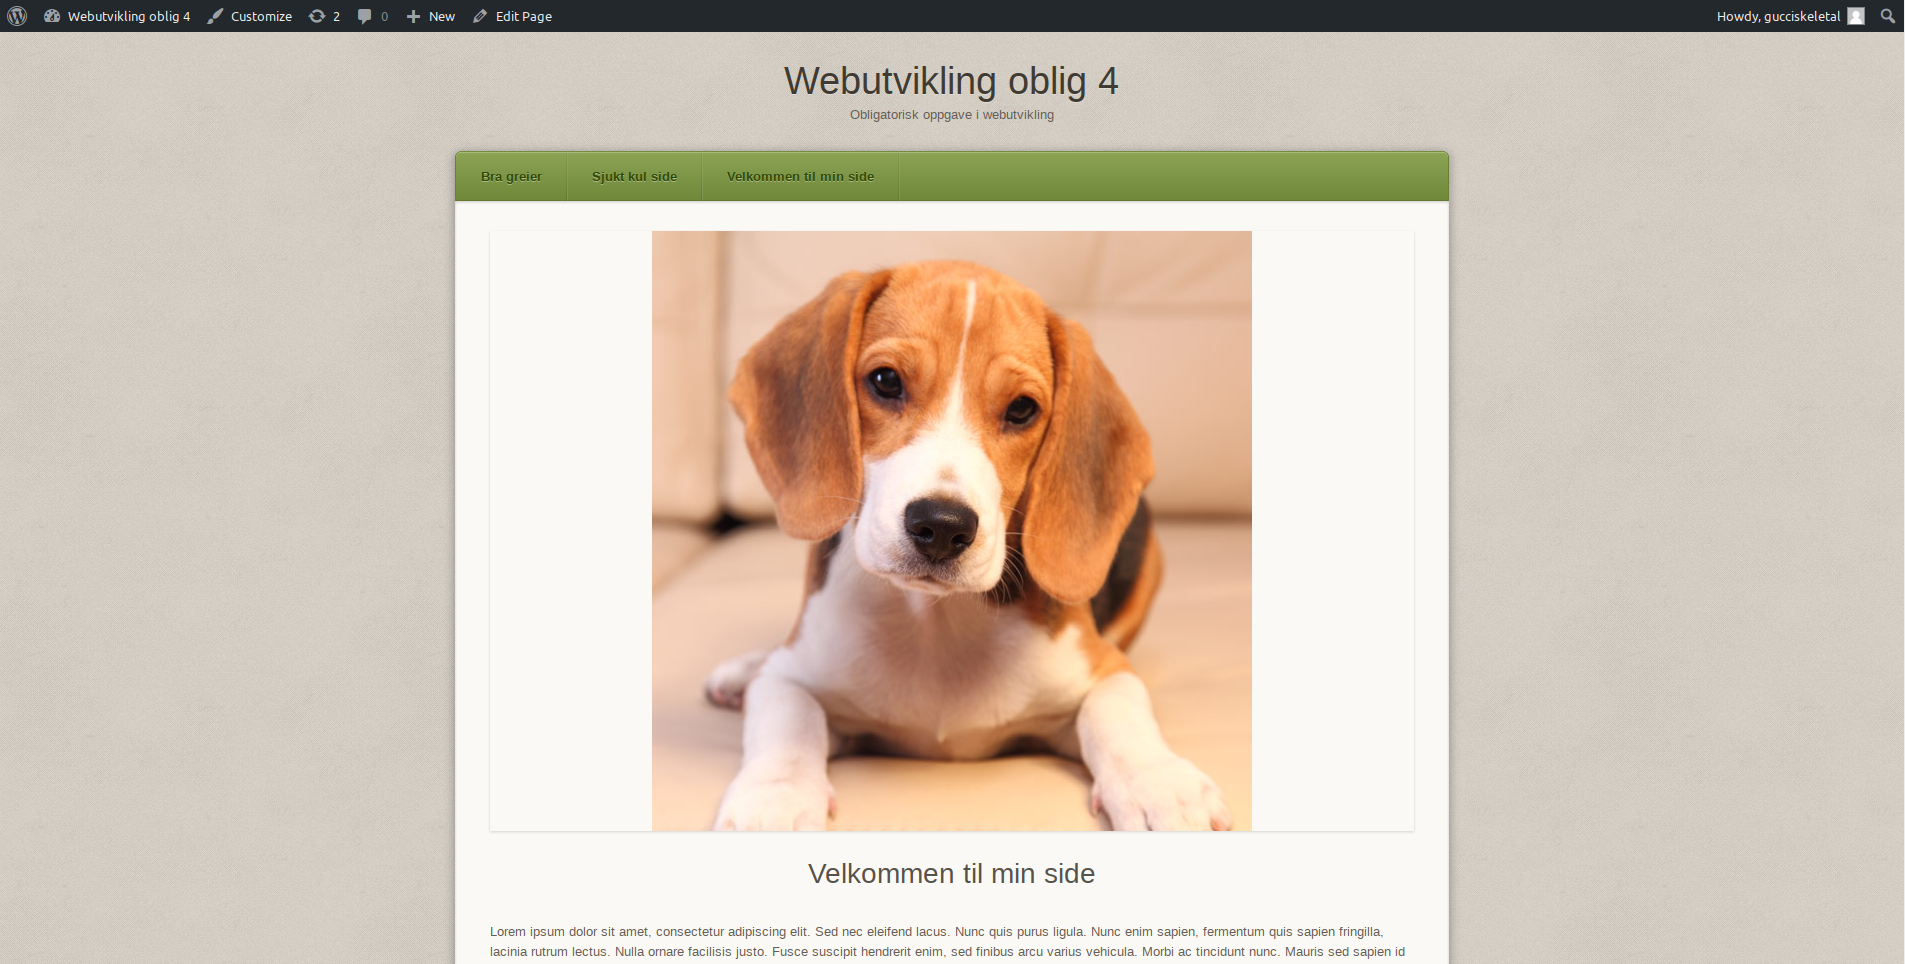 Webutvikling oblig 4 Customize 2 0 New Edit Page Howdy, gucciskeletal
Webutvikling oblig 4
Obligatorisk oppgave i webutvikling
Bra greier Sjukt kul side Velkommen til min side
Velkommen til min side
Lorem ipsum dolor sit amet, consectetur adipiscing elit. Sed nec eleifend lacus. Nunc quis purus ligula. Nunc enim sapien, fermentum quis sapien fringilla,
lacinia rutrum lectus. Nulla ornare facilisis justo. Fusce suscipit hendrerit enim, sed finibus arcu varius vehicula. Morbi ac tincidunt nunc. Mauris sed sapien id